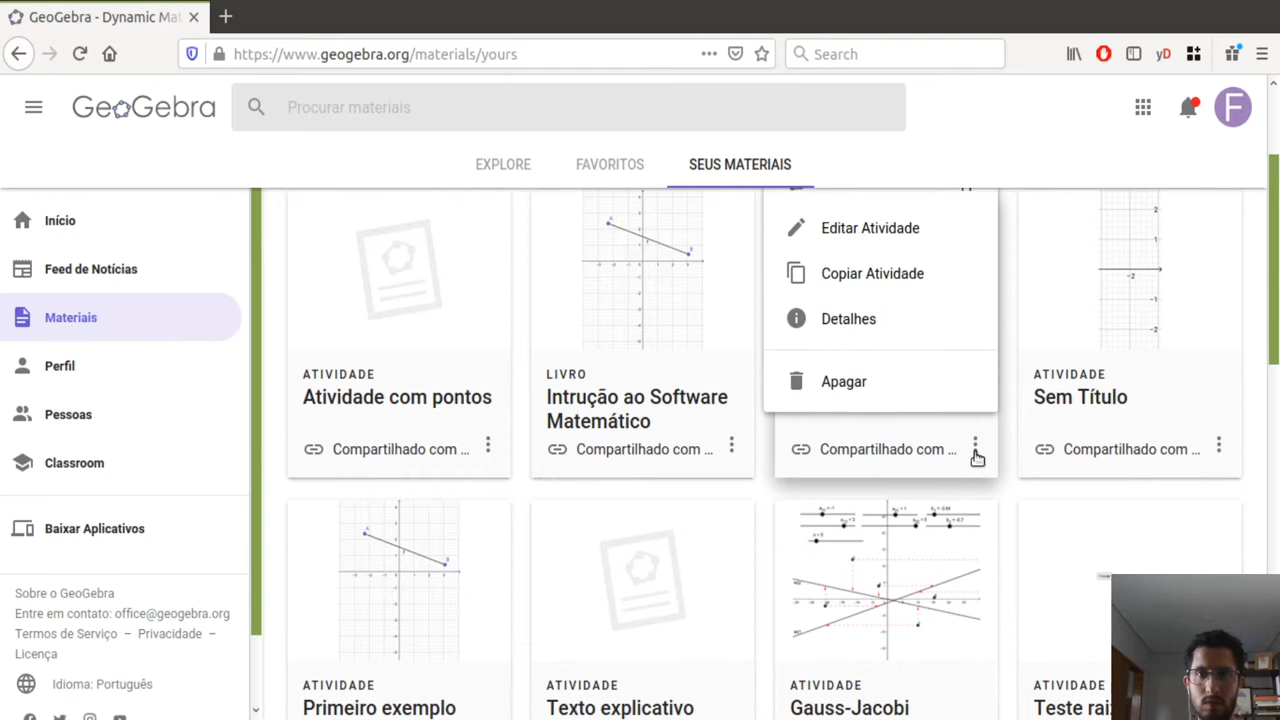 GeoGebra - Dynamic Mat
https://www.geogebra.org/materials/yours
Search
GeoGebra
Procurar materiais
F
EXPLORE
FAVORITOS
SEUS MATERIAIS
Início
Feed de Notícias
Materiais
Perfil
Pessoas
Classroom
Baixar Aplicativos
Sobre o GeoGebra
Entre em contato: office@geogebra.org
Termos de Serviço – Privacidade –
Licença
Idioma: Português
ATIVIDADE
Atividade com pontos
Compartilhado com ...
LIVRO
Intrução ao Software
Matemático
Compartilhado com ...
Editar Atividade
Copiar Atividade
Detalhes
Apagar
Compartilhado com ...
ATIVIDADE
Sem Título
Compartilhado com ...
ATIVIDADE
Primeiro exemplo
ATIVIDADE
Texto explicativo
ATIVIDADE
Gauss-Jacobi
ATIVIDADE
Teste rai